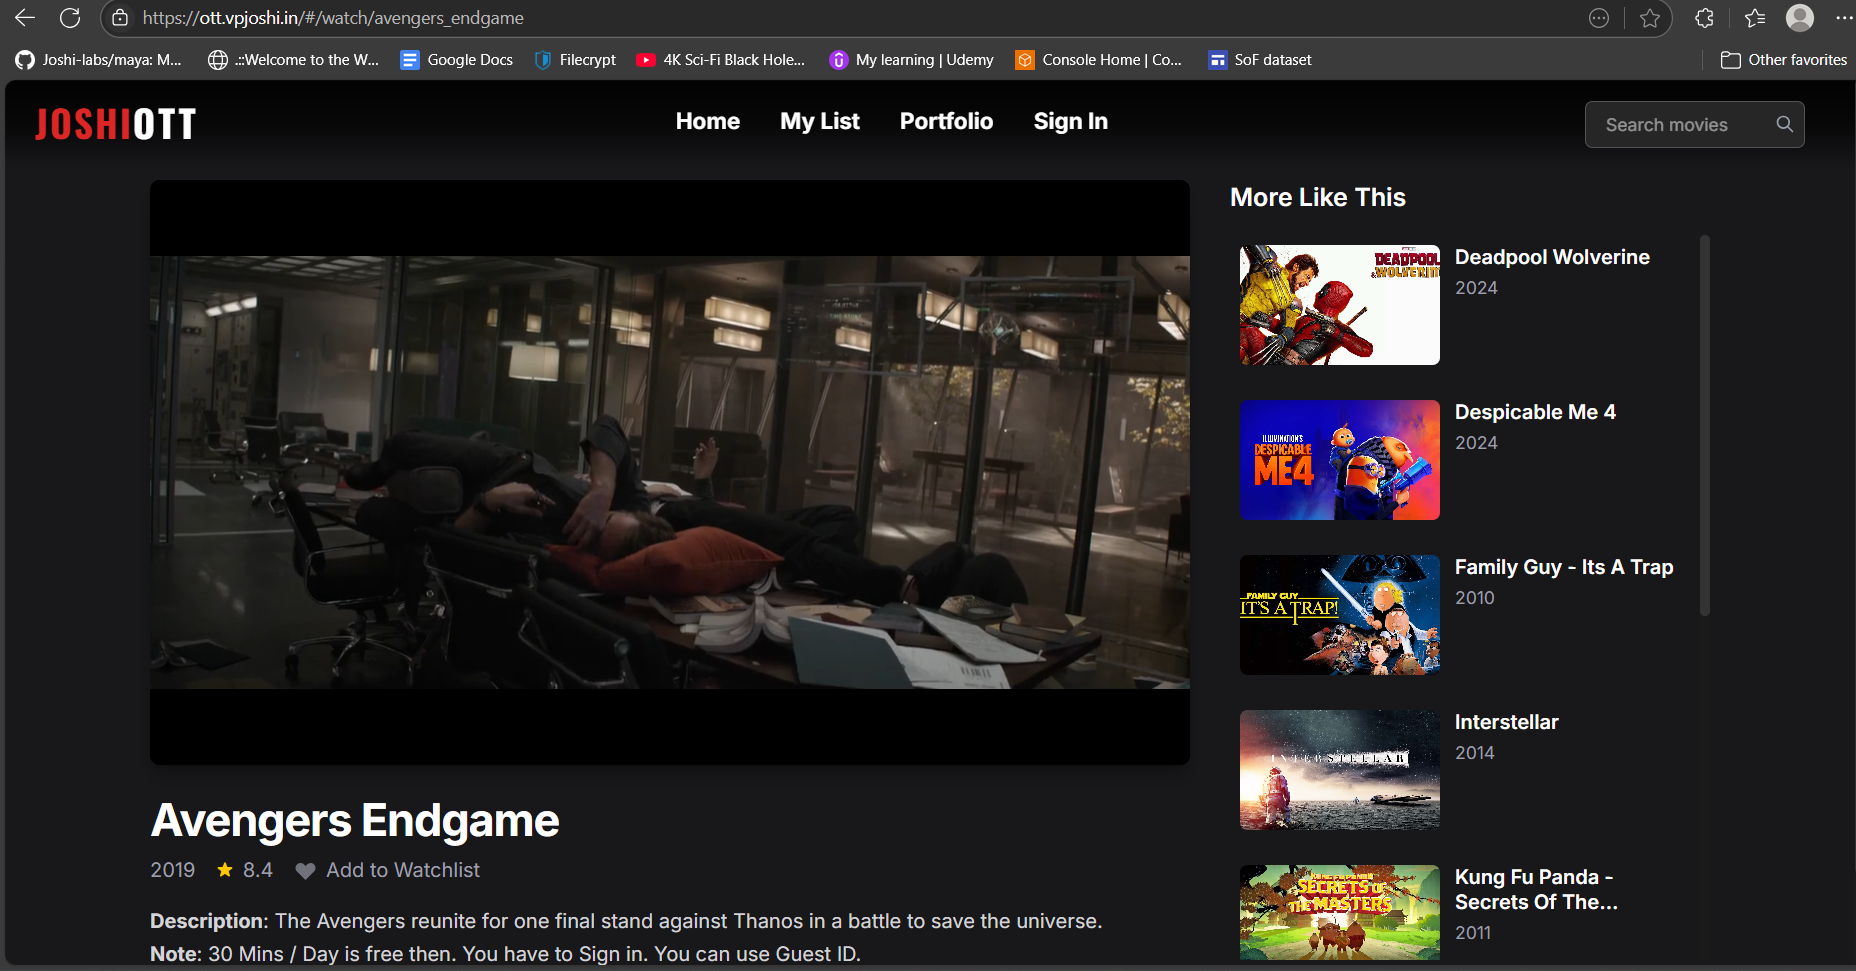 https://ott.vpjoshi.in/#/watch/avengers_endgame
Joshi-labs/maya: M...
.::Welcome to the W...
Google Docs
Filecrypt
4K Sci-Fi Black Hole...
My learning | Udemy
Console Home | Co...
SoF dataset
Other favorites
JOSHIOTT
Home
My List
Portfolio
Sign In
Search movies
Avengers Endgame
2019
8.4
Add to Watchlist
Description: The Avengers reunite for one final stand against Thanos in a battle to save the universe.
Note: 30 Mins / Day is free then. You have to Sign in. You can use Guest ID.
More Like This
DEADPOOL
& WOLVERIN
Deadpool Wolverine
2024
ILLUMINATION'S
DESPICABLE
ME4
Despicable Me 4
2024
FAMILY GUY
IT'S A TRAP!
Family Guy - Its A Trap
2010
INTERSTELLAR
Interstellar
2014
KUNG FU PANDA
SECRETS OF
THE MASTERS
Kung Fu Panda -
Secrets Of The...
2011